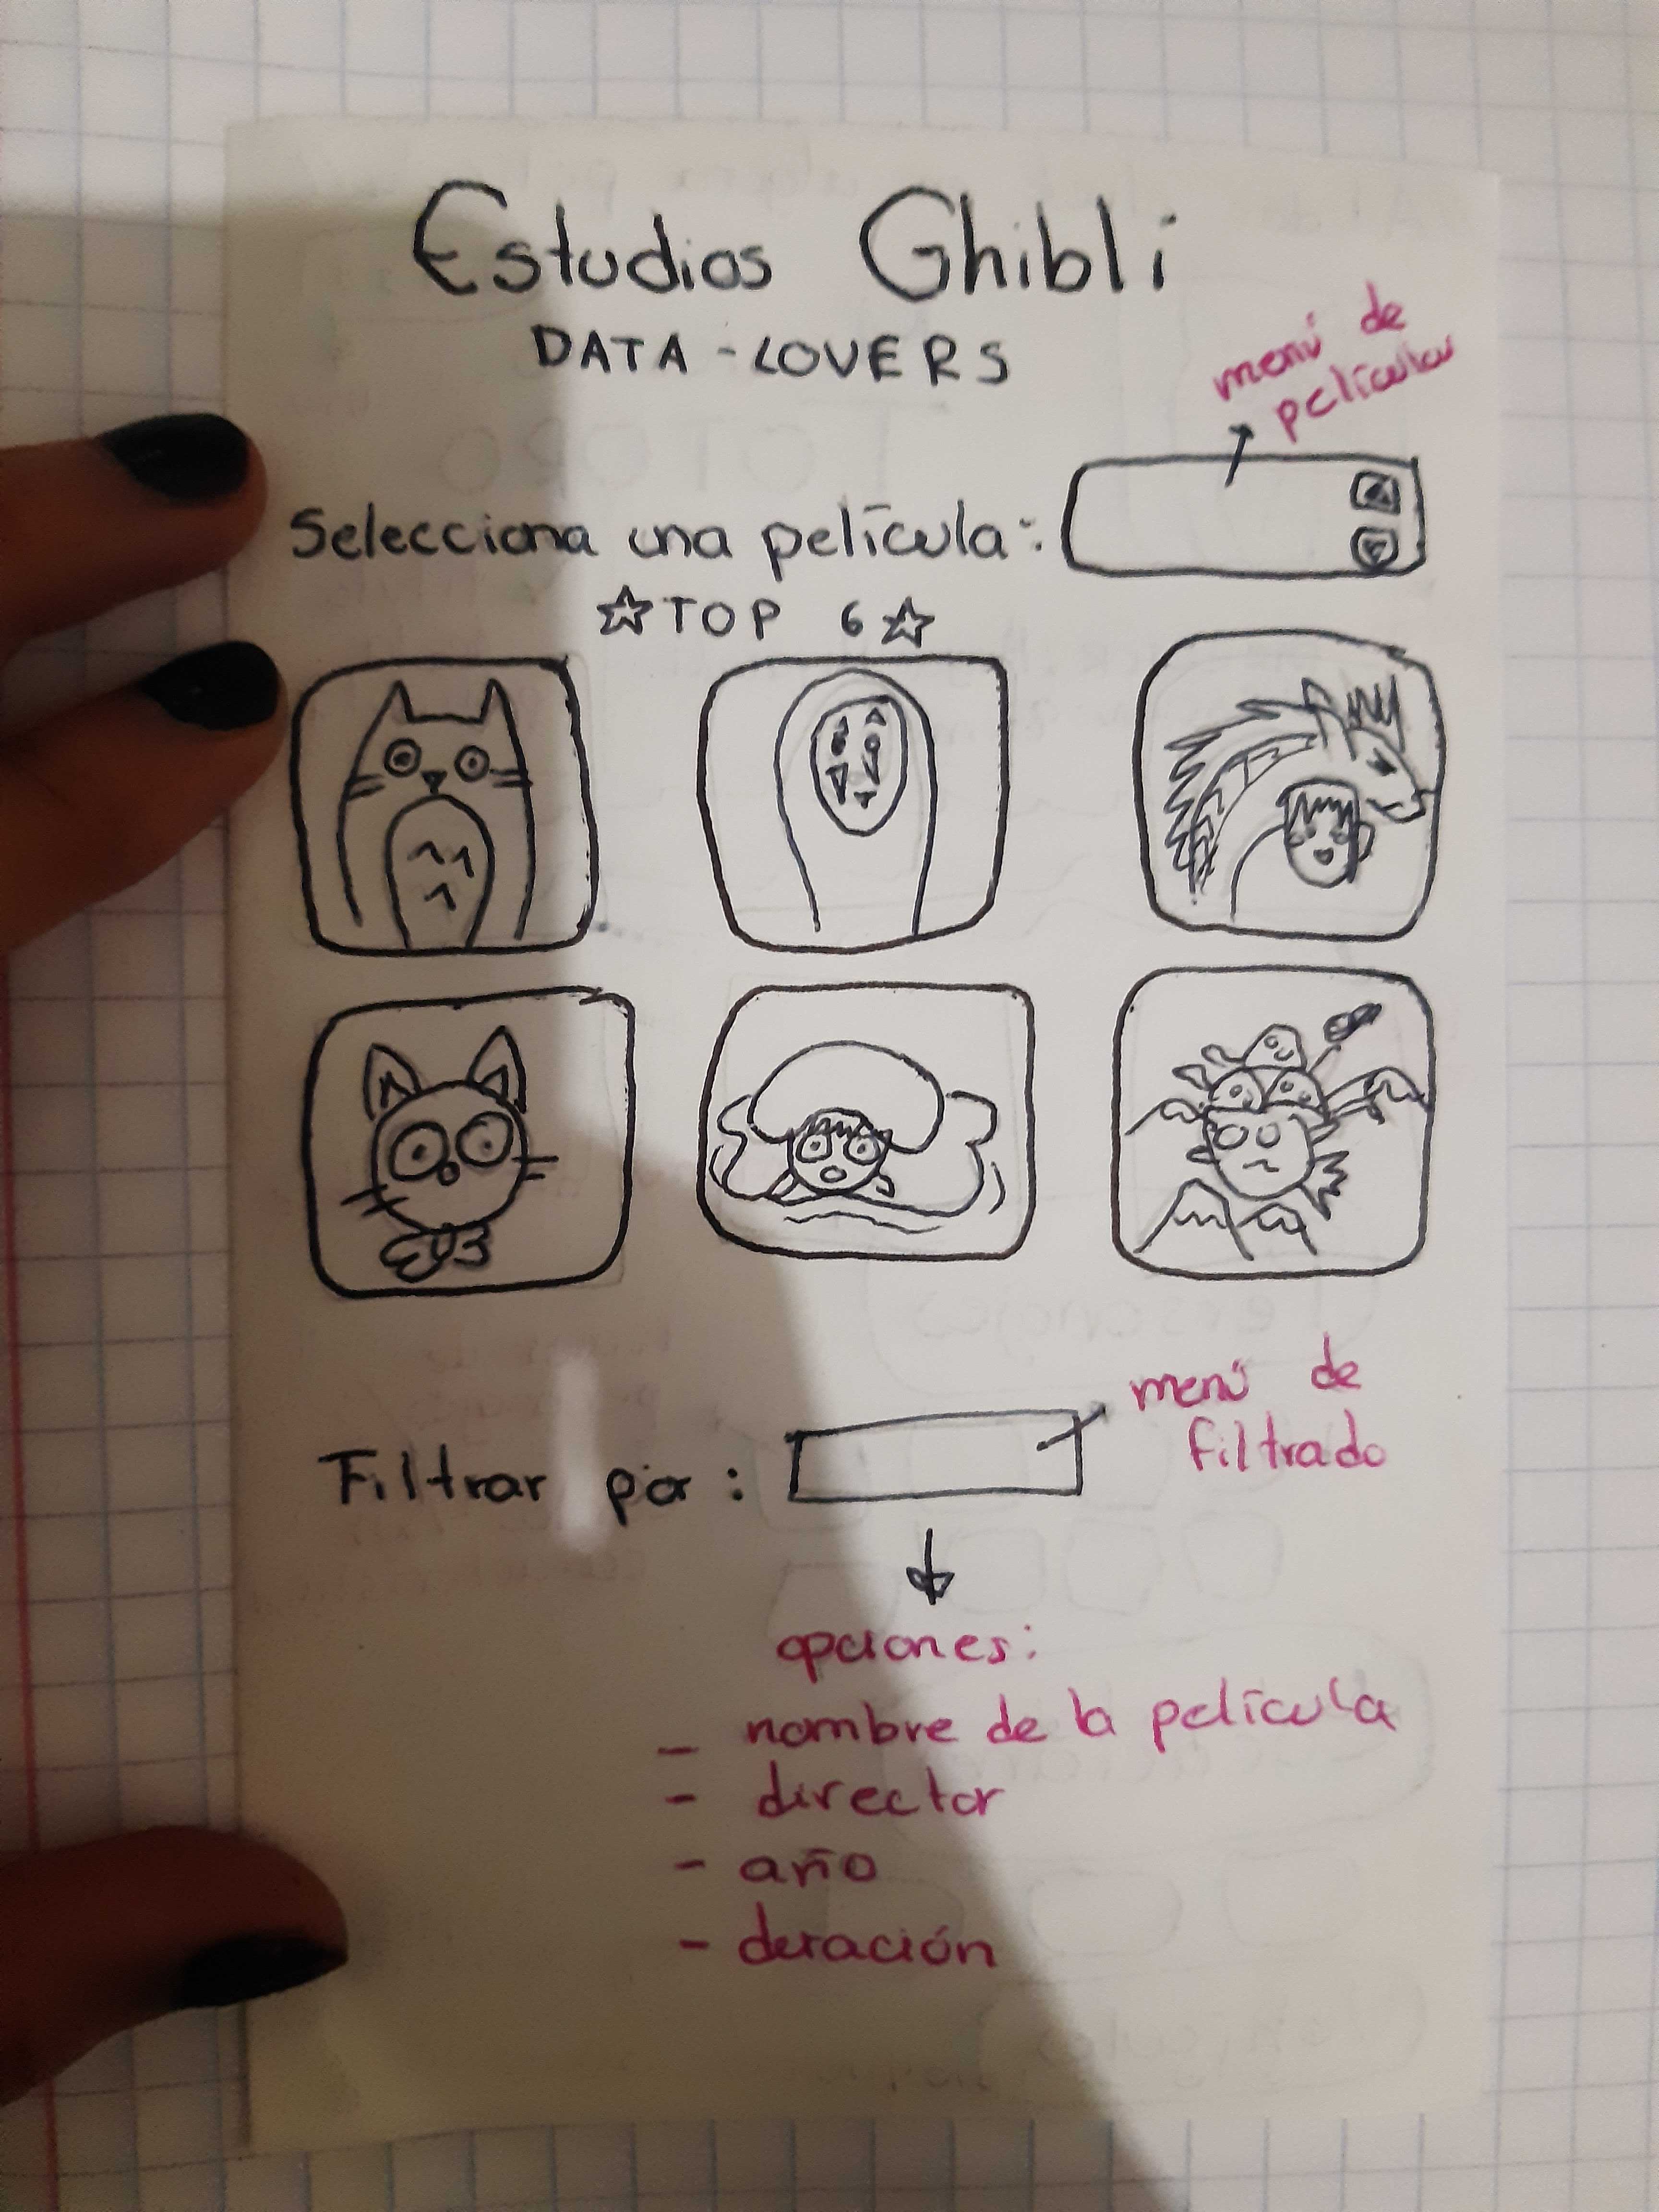 Estudios Ghibli
DATA-LOVERS
menú de
películas
Selecciona una película:
☆TOP 6☆
Filtrar por:
menú de
filtrado
opciones:
- nombre de la película
- director
- año
- duración